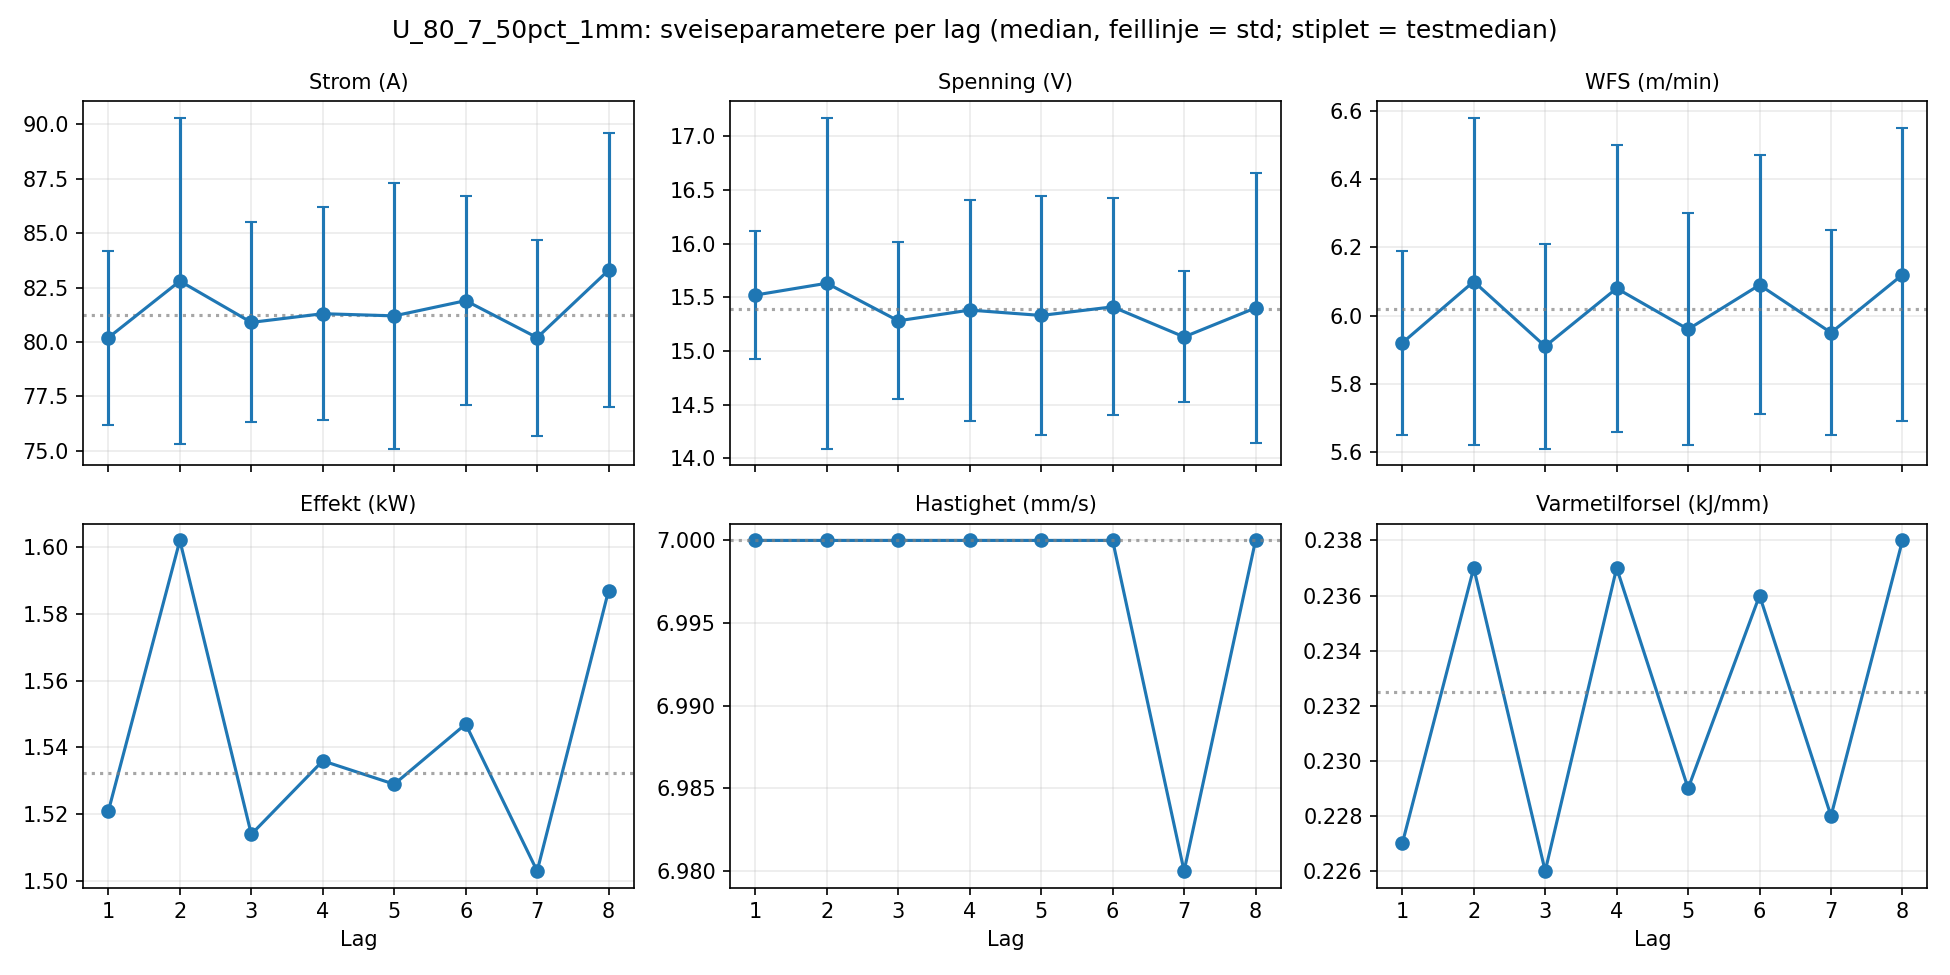 U_80_7_50pct_1mm: sveiseparametere per lag (median, feillinje = std; stiplet = testmedian)
Strom (A)
90.0
87.5
85.0
82.5
80.0
77.5
75.0
Spenning (V)
17.0
16.5
16.0
15.5
15.0
14.5
14.0
WFS (m/min)
6.6
6.4
6.2
6.0
5.8
5.6
Effekt (kW)
1.60
1.58
1.56
1.54
1.52
1.50
1 2 3 4 5 6 7 8
Lag
Hastighet (mm/s)
7.000
6.995
6.990
6.985
6.980
1 2 3 4 5 6 7 8
Lag
Varmetilforsel (kJ/mm)
0.238
0.236
0.234
0.232
0.230
0.228
0.226
1 2 3 4 5 6 7 8
Lag